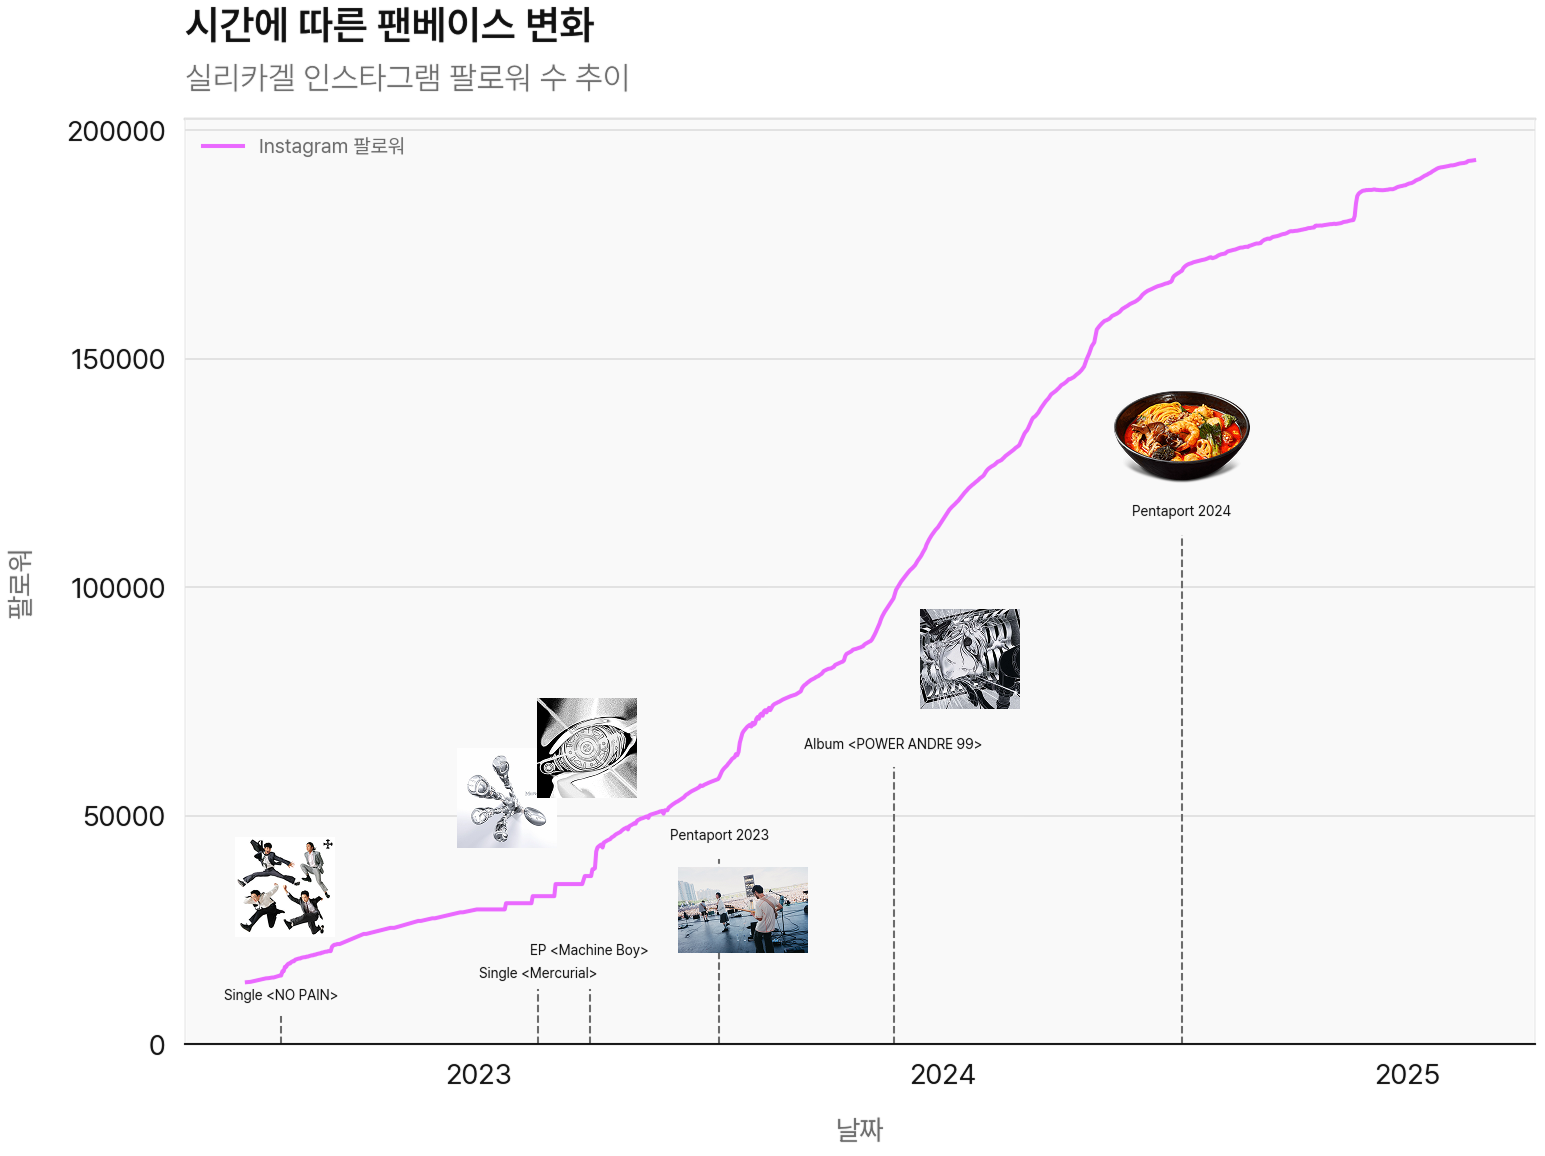 시간에 따른 팬베이스 변화
실리카겔 인스타그램 팔로워 수 추이
200000
Instagram 팔로워
150000
Pentaport 2024
100000
팔로워
Album <POWER ANDRE 99>
50000
Pentaport 2023
EP <Machine Boy>
Single <Mercurial>
Single <NO PAIN>
0
2023 2024 2025
날짜